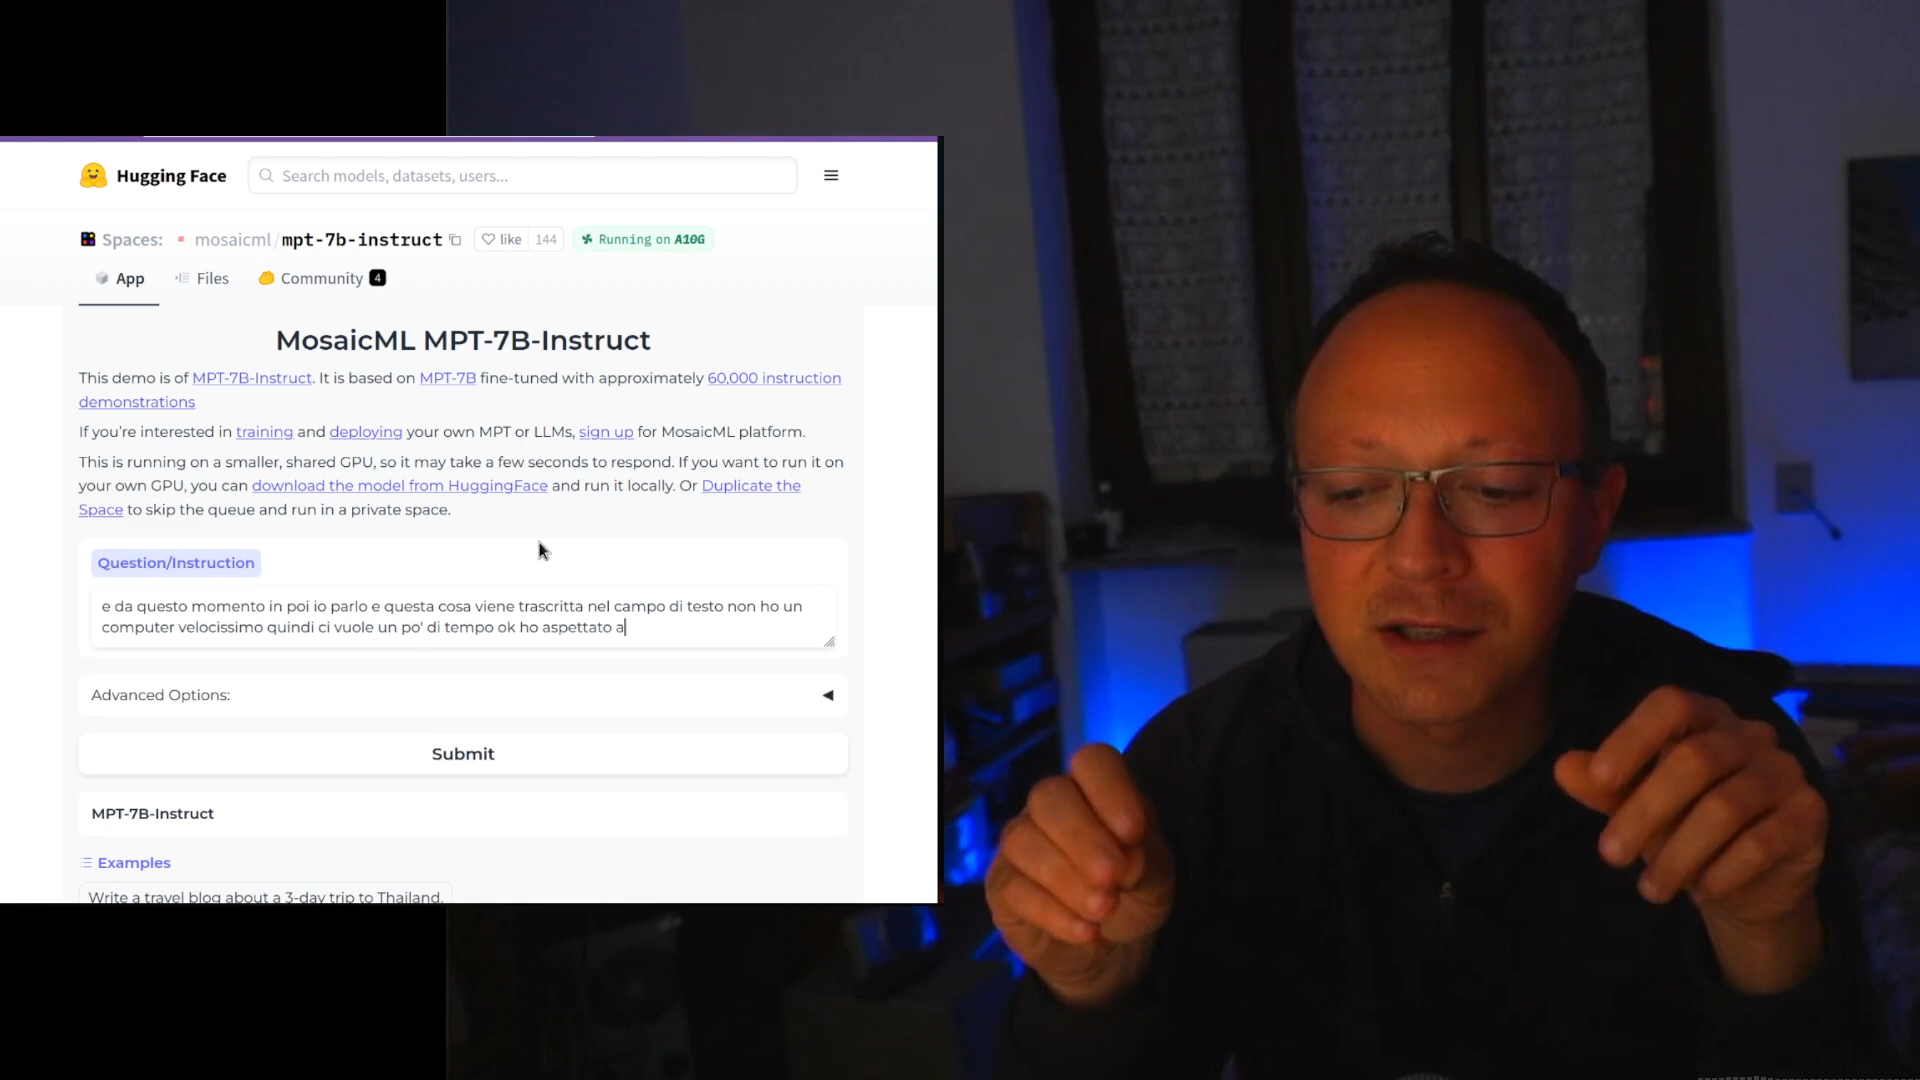 Hugging Face
Search models, datasets, users...
Spaces: mosaicml/mpt-7b-instruct like 144 Running on A10G
App Files Community 4
MosaicML MPT-7B-Instruct
This demo is of MPT-7B-Instruct. It is based on MPT-7B fine-tuned with approximately 60,000 instruction
demonstrations
If you're interested in training and deploying your own MPT or LLMs, sign up for MosaicML platform.
This is running on a smaller, shared GPU, so it may take a few seconds to respond. If you want to run it on
your own GPU, you can download the model from HuggingFace and run it locally. Or Duplicate the
Space to skip the queue and run in a private space.
Question/Instruction
e da questo momento in poi io parlo e questa cosa viene trascritta nel campo di testo non ho un
computer velocissimo quindi ci vuole un po' di tempo ok ho aspettato a
Advanced Options:
Submit
MPT-7B-Instruct
Examples
Write a travel blog about a 3-day trip to Thailand.